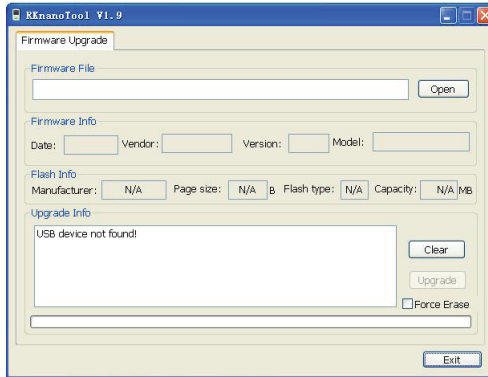 RKnanoTool V1.9
Firmware Upgrade
Firmware File
Open
Firmware Info
Date: Vendor: Version: Model:
Flash Info
Manufacturer: N/A Page size: N/A B Flash type: N/A Capacity: N/A MB
Upgrade Info
USB device not found!
Clear
Upgrade
Force Erase
Exit